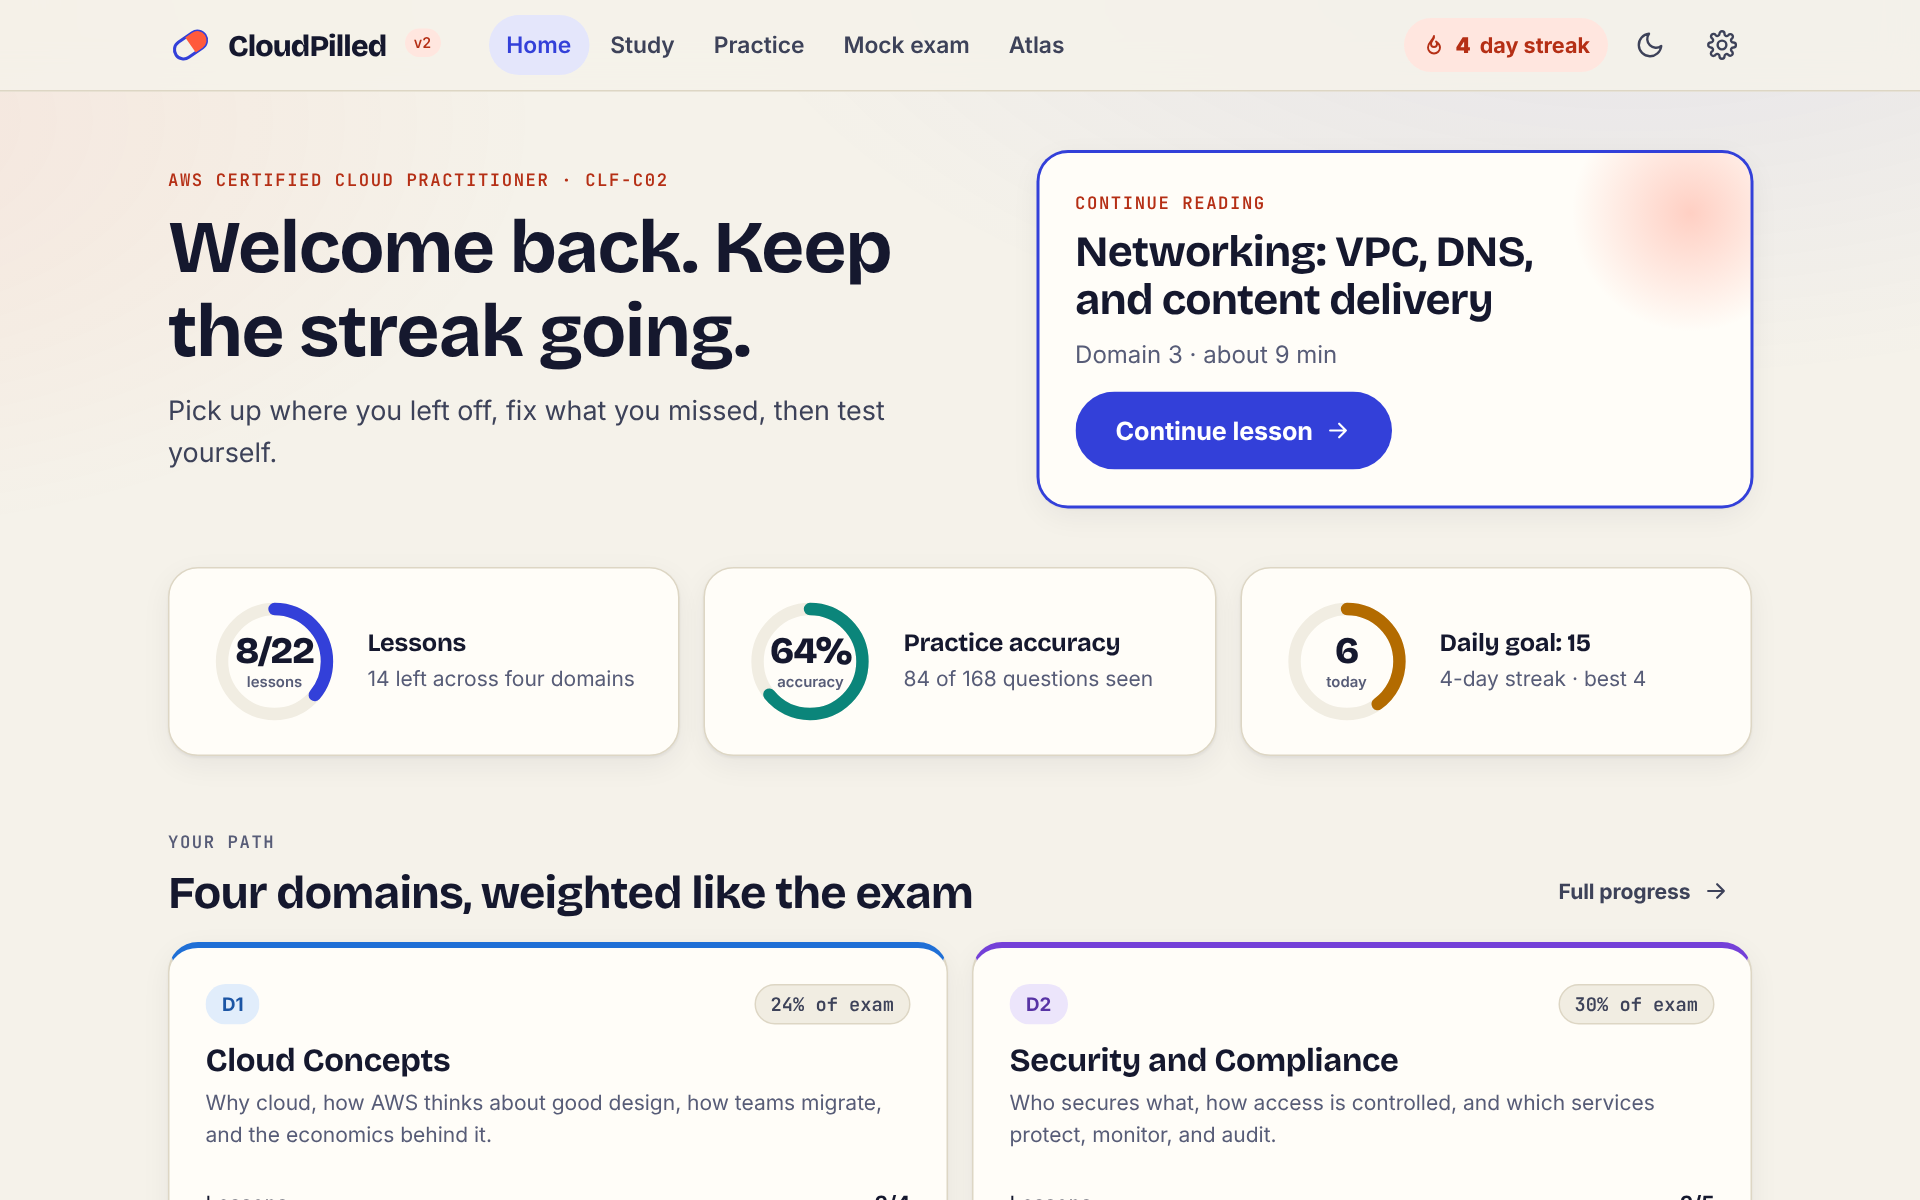 CloudPilled v2 Home Study Practice Mock exam Atlas 4 day streak
AWS CERTIFIED CLOUD PRACTITIONER · CLF-C02
Welcome back. Keep
the streak going.
Pick up where you left off, fix what you missed, then test
yourself.
CONTINUE READING
Networking: VPC, DNS,
and content delivery
Domain 3 · about 9 min
Continue lesson →
8/22
lessons
Lessons
14 left across four domains
64%
accuracy
Practice accuracy
84 of 168 questions seen
6
today
Daily goal: 15
4-day streak · best 4
YOUR PATH
Four domains, weighted like the exam
Full progress →
D1
24% of exam
Cloud Concepts
Why cloud, how AWS thinks about good design, how teams migrate,
and the economics behind it.
D2
30% of exam
Security and Compliance
Who secures what, how access is controlled, and which services
protect, monitor, and audit.